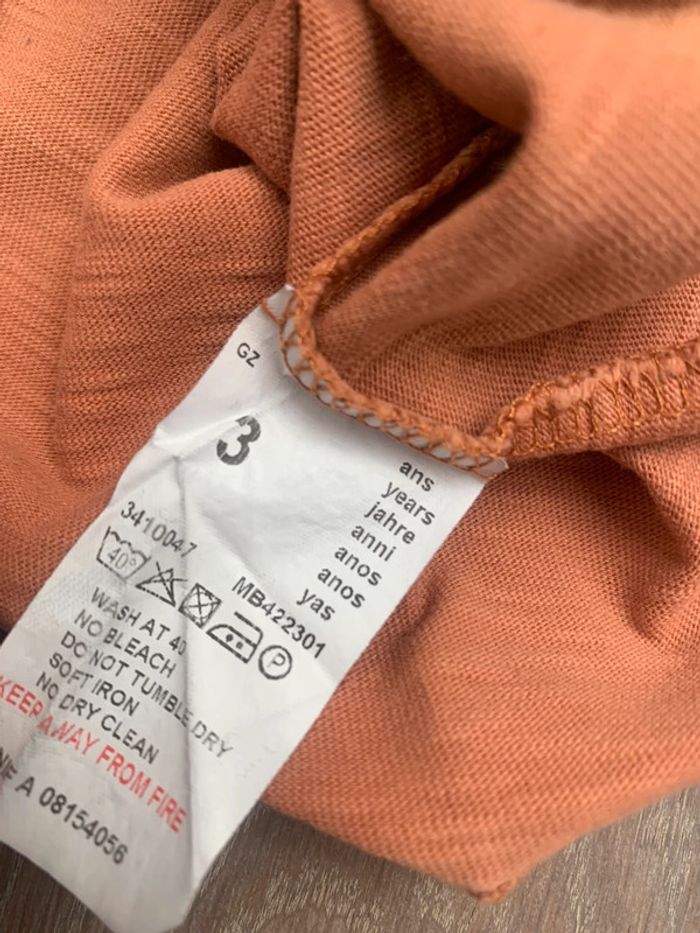 GZ
3
ans
years
jahre
anni
anos
anos
yas
3410047
MB422301
40°
P
WASH AT 40
NO BLEACH
DO NOT TUMBLE DRY
SOFT IRON
NO DRY CLEAN
KEEP AWAY FROM FIRE
A 08154056